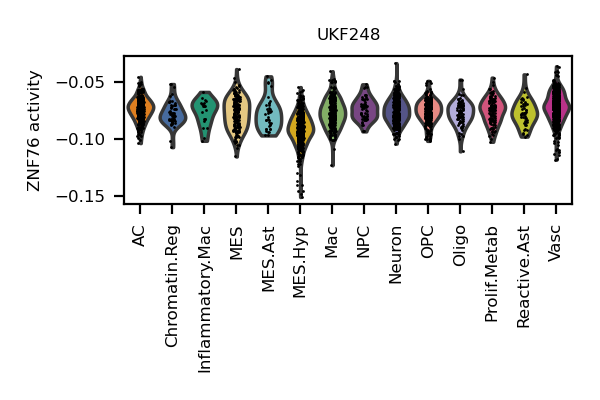 UKF248
ZNF76 activity
−0.05
−0.10
−0.15
AC
Chromatin.Reg
Inflammatory.Mac
MES
MES.Ast
MES.Hyp
Mac
NPC
Neuron
OPC
Oligo
Prolif.Metab
Reactive.Ast
Vasc